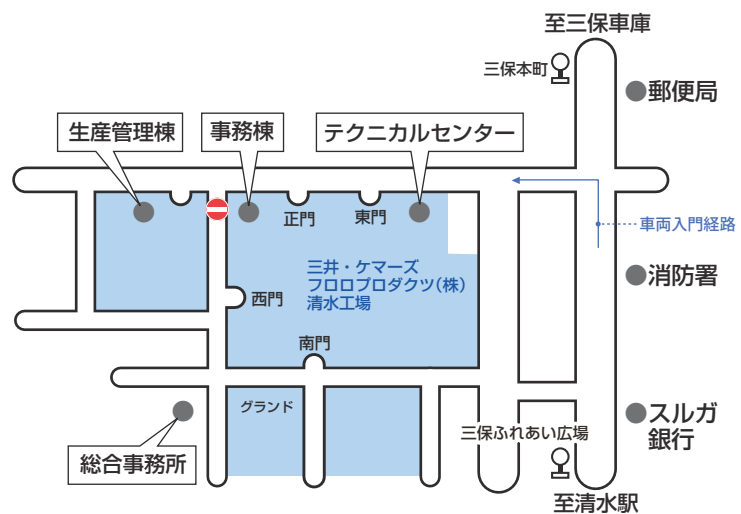 至三保車庫
三保本町
郵便局
生産管理棟
事務棟
テクニカルセンター
正門
東門
車両入門経路
三井・ケマーズ
フロロプロダクツ(株)
清水工場
消防署
西門
南門
グランド
スルガ
銀行
三保ふれあい広場
総合事務所
至清水駅